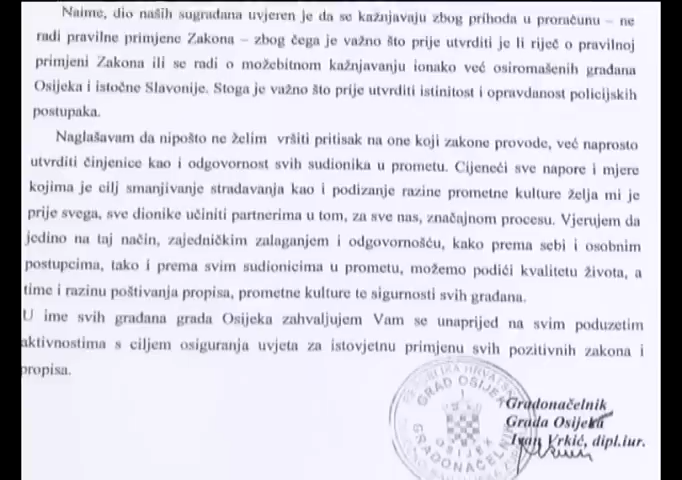 Naime, dio naših sugrađana uvjeren je da se kažnjavaju zbog prihoda u proračunu – ne
radi pravilne primjene Zakona – zbog čega je važno što prije utvrditi je li riječ o pravilnoj
primjeni Zakona ili se radi o možebitnom kažnjavanju ionako već osiromašenih građana
Osijeka i istočne Slavonije. Stoga je važno što prije utvrditi istinitost i opravdanost policijskih
postupaka.
Naglašavam da nipošto ne želim vršiti pritisak na one koji zakone provode, već naprosto
utvrditi činjenice kao i odgovornost svih sudionika u prometu. Cijeneći sve napore i mjere
kojima je cilj smanjivanje stradavanja kao i podizanje razine prometne kulture želja mi je
prije svega, sve dionike učiniti partnerima u tom, za sve nas, značajnom procesu. Vjerujem da
jedino na taj način, zajedničkim zalaganjem i odgovornošću, kako prema sebi i osobnim
postupcima, tako i prema svim sudionicima u prometu, možemo podići kvalitetu života, a
time i razinu poštivanja propisa, prometne kulture te sigurnosti svih građana.
U ime svih građana grada Osijeka zahvaljujem Vam se unaprijed na svim poduzetim
aktivnostima s ciljem osiguranja uvjeta za istovjetnu primjenu svih pozitivnih zakona i
propisa.
REPUBLIKA HRVATSKA
GRAD OSIJEK
GRADONAČELNIK
OSIJEK
Gradonačelnik
Grada Osijeka
Ivan Vrkić, dipl.iur.